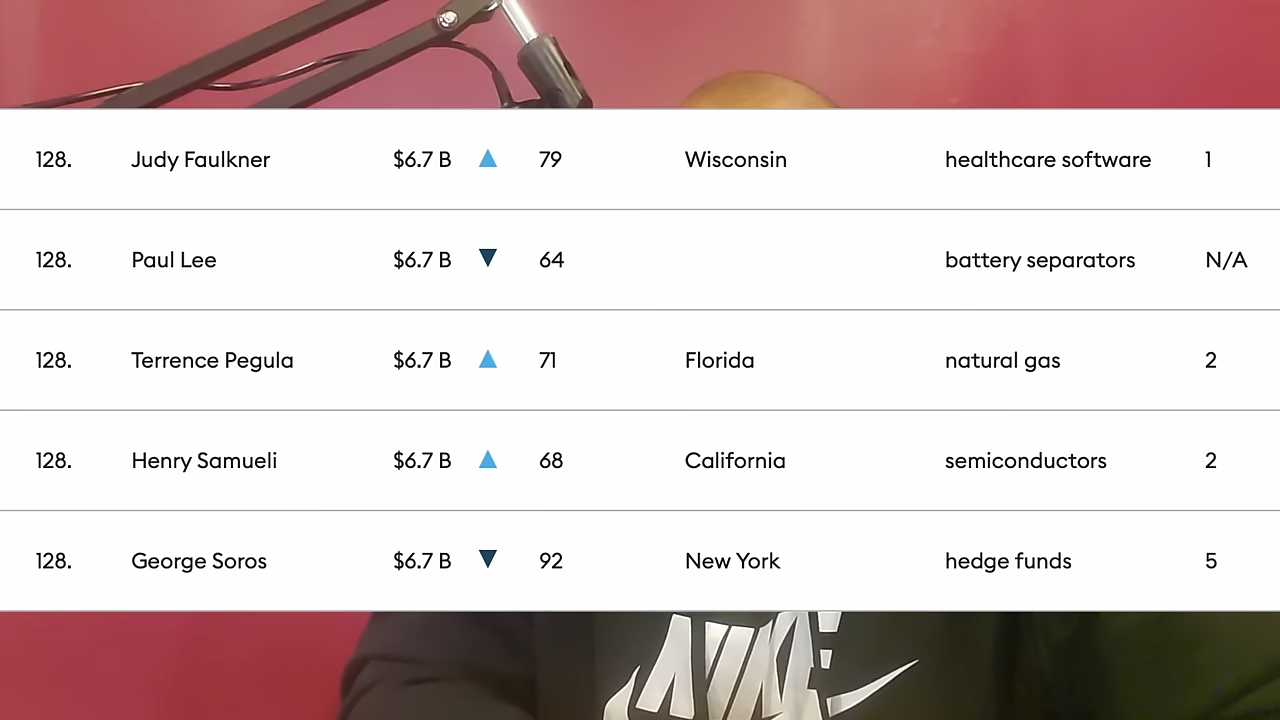 128. Judy Faulkner $6.7 B ▲ 79 Wisconsin healthcare software 1
128. Paul Lee $6.7 B ▼ 64 battery separators N/A
128. Terrence Pegula $6.7 B ▲ 71 Florida natural gas 2
128. Henry Samueli $6.7 B ▲ 68 California semiconductors 2
128. George Soros $6.7 B ▼ 92 New York hedge funds 5
NIKE